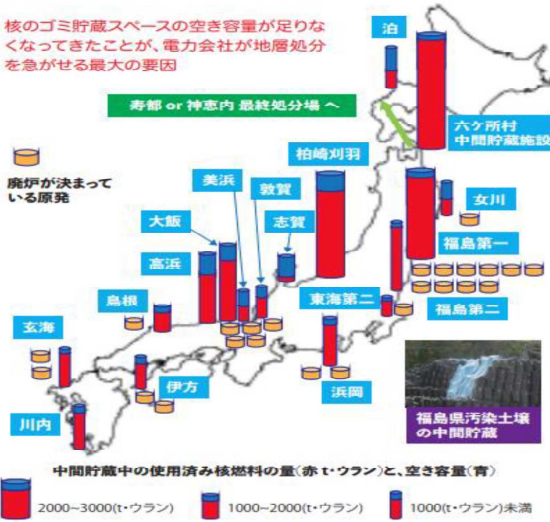 核のゴミ貯蔵スペースの空き容量が足りな
くなってきたことが、電力会社が地層処分
を急がせる最大の要因
泊
寿都 or 神恵内 最終処分場 へ
六ケ所村
中間貯蔵施設
廃炉が決まって
いる原発
柏崎刈羽
美浜
敦賀
女川
大飯
志賀
福島第一
高浜
島根
東海第二
福島第二
玄海
伊方
浜岡
川内
福島県汚染土壌
の中間貯蔵
中間貯蔵中の使用済み核燃料の量(赤 t・ウラン)と、空き容量(青)
2000~3000(t・ウラン)
1000~2000(t・ウラン)
1000(t・ウラン)未満